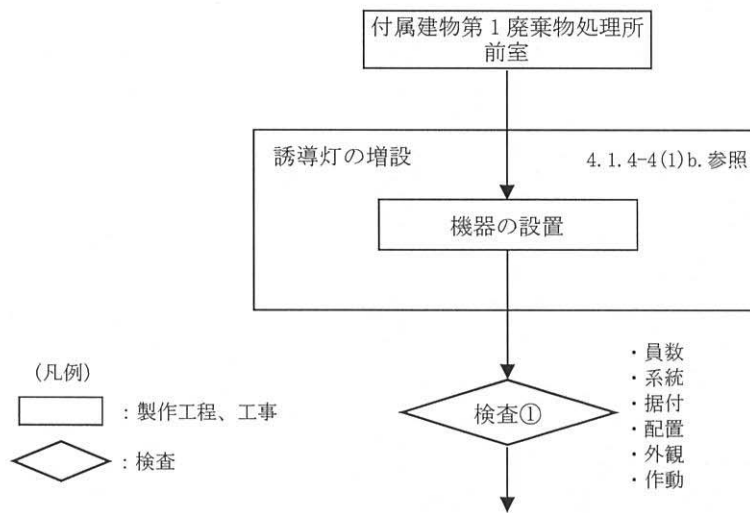 付属建物第1廃棄物処理所
前室
誘導灯の増設
4.1.4-4(1)b.参照
機器の設置
検査①
・員数
・系統
・据付
・配置
・外観
・作動
(凡例)
:製作工程、工事
:検査